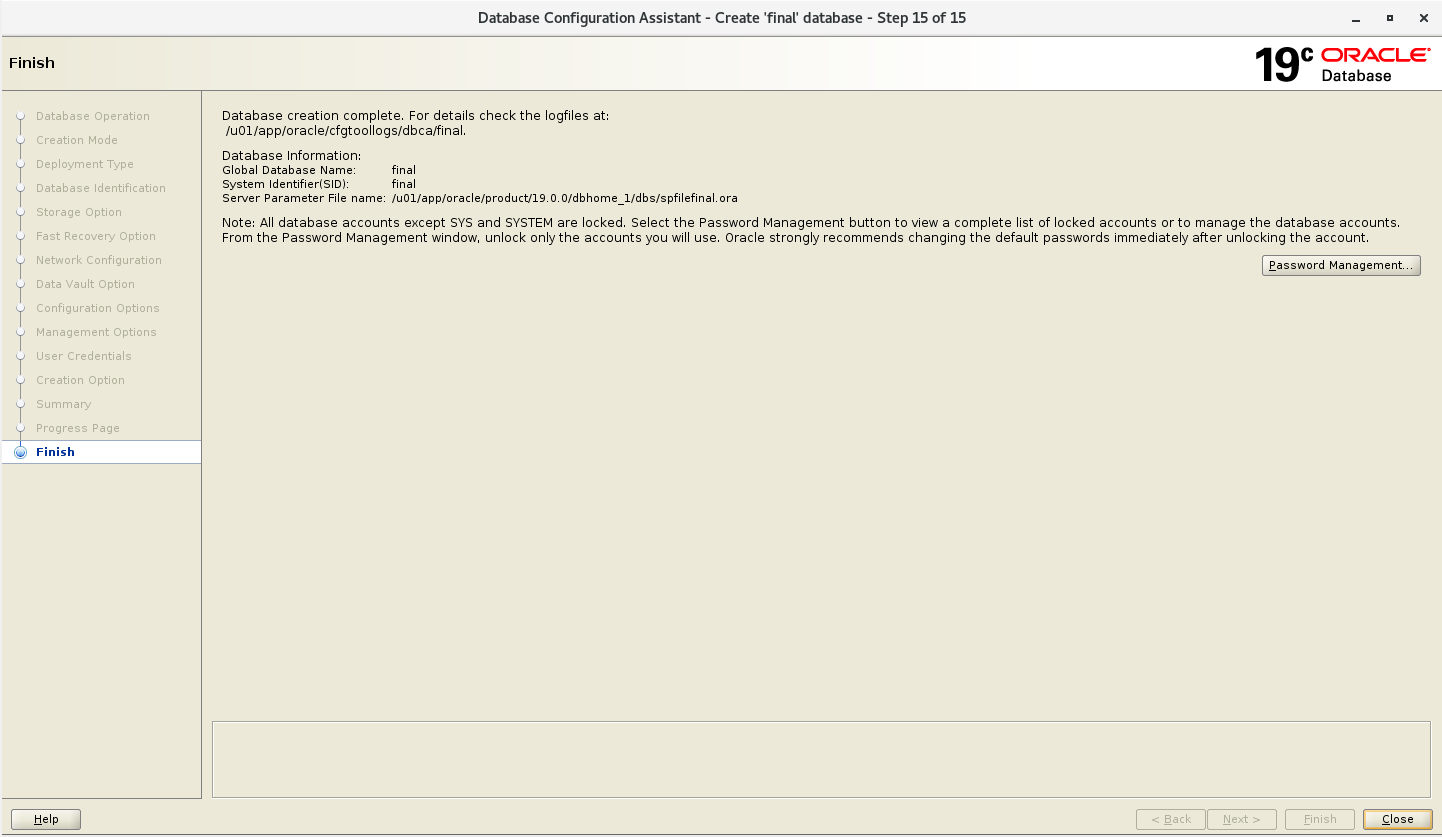 Database Configuration Assistant - Create 'final' database - Step 15 of 15
Finish
19c ORACLE
Database
Database Operation
Creation Mode
Deployment Type
Database Identification
Storage Option
Fast Recovery Option
Network Configuration
Data Vault Option
Configuration Options
Management Options
User Credentials
Creation Option
Summary
Progress Page
Finish
Database creation complete. For details check the logfiles at:
/u01/app/oracle/cfgtoollogs/dbca/final.
Database Information:
Global Database Name: final
System Identifier(SID): final
Server Parameter File name: /u01/app/oracle/product/19.0.0/dbhome_1/dbs/spfilefinal.ora
Note: All database accounts except SYS and SYSTEM are locked. Select the Password Management button to view a complete list of locked accounts or to manage the database accounts.
From the Password Management window, unlock only the accounts you will use. Oracle strongly recommends changing the default passwords immediately after unlocking the account.
Password Management...
Help
< Back
Next >
Finish
Close